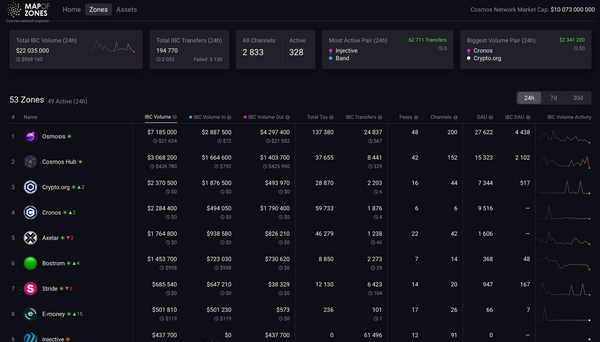 MAPOF
ZONES
Cosmos network explorer
Home Zones Assets
Cosmos Network Market Cap: $10 073 000 000
Total IBC Volume (24h)
$22 035 000
$968 160
Total IBC Transfers (24h)
194 770
2 053 Failed 5 130
All Channels
2 833
Active
328
Most Active Pair (24h) 62 711 Transfers
Injective 0
Band
Biggest Volume Pair (24h) $2 341 200
Cronos $0
Crypto.org
53 Zones 49 Active (24h)
24h 7d 30d
# Name IBC Volume IBC Volume In IBC Volume Out Total Txs IBC Transfers Peers Channels DAU IBC DAU IBC Volume Activity
1 Osmosis $7 185 000 $2 887 500 $4 297 400 137 380 24 837 48 200 27 622 4 438
$21 624 $72 $21 552 567
2 Cosmos Hub $3 068 200 $1 664 600 $1 403 700 37 655 8 441 42 152 15 323 2 102
$426 780 $792 $425 990 329
3 Crypto.org 2 $2 370 500 $1 876 500 $493 970 28 870 2 203 16 44 7 344 517
$0 $0 $0 6
4 Cronos 2 $2 284 400 $494 050 $1 790 400 59 733 1 876 6 6 9 516 –
$0 $0 $0 4
5 Axelar 2 $1 764 800 $938 580 $826 210 46 279 1 238 22 42 1 606 –
$0 $0 $0 40
6 Bostrom 4 $1 453 700 $723 030 $730 620 8 850 2 273 7 14 368 48
$958 $958 $0 29
7 Stride 3 $685 540 $647 210 $38 329 12 130 6 423 14 20 947 167
$0 $0 $0 104
8 E-money 15 $501 810 $501 230 $573 236 101 17 26 66 7
$119 $119 $0 1
9 Injective $437 700 $0 $437 700 0 61 496 12 91 0 –